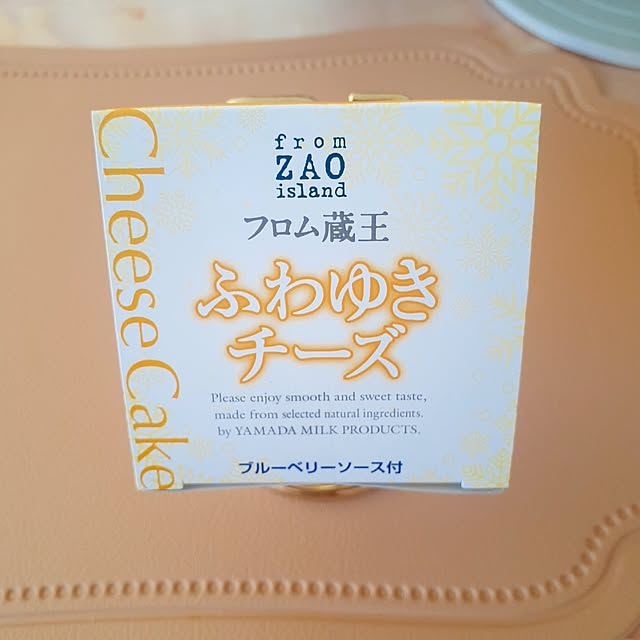 Cheese Cake
from
ZAO
island
フロム蔵王
ふわゆき
チーズ
Please enjoy smooth and sweet taste,
made from selected natural ingredients.
by YAMADA MILK PRODUCTS.
ブルーベリーソース付